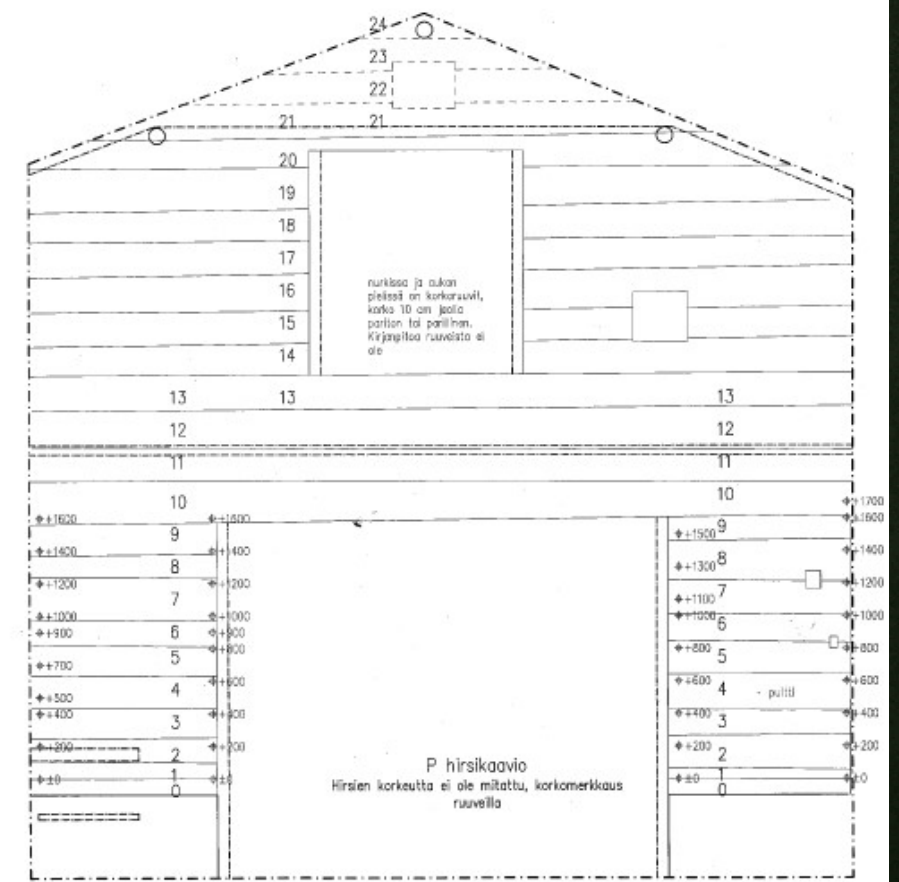 24
23
22
21 21
20
19
18
17
16
15
14
nurkissa ja aukon
pielissä on korkoruuvit,
korko 10 cm jaolla
pariton tai parillinen.
Kirjanpitoa ruuveista ei
ole
13 13 13
12 12
11 11
10 10
+1700
+1600 +1600 +1600
9 +1500 9
+1400 +1400 +1400
8 +1300 8
+1200 +1200 +1200
7 +1100 7
+1000 +1000 +1000 +1000
+900 6 +900 6
+800 +800 +800
5 5
+700
+600 +600 +600
4 4 - pultti
+500
+400 +400 +400 +400
3 3
+200 +200 +200 +200
2 2
P hirsikaavio
±0 1 ±0 ±0 1 ±0
Hirsien korkeutta ei ole mitattu, korkomerkkaus
ruuveilla
0 0